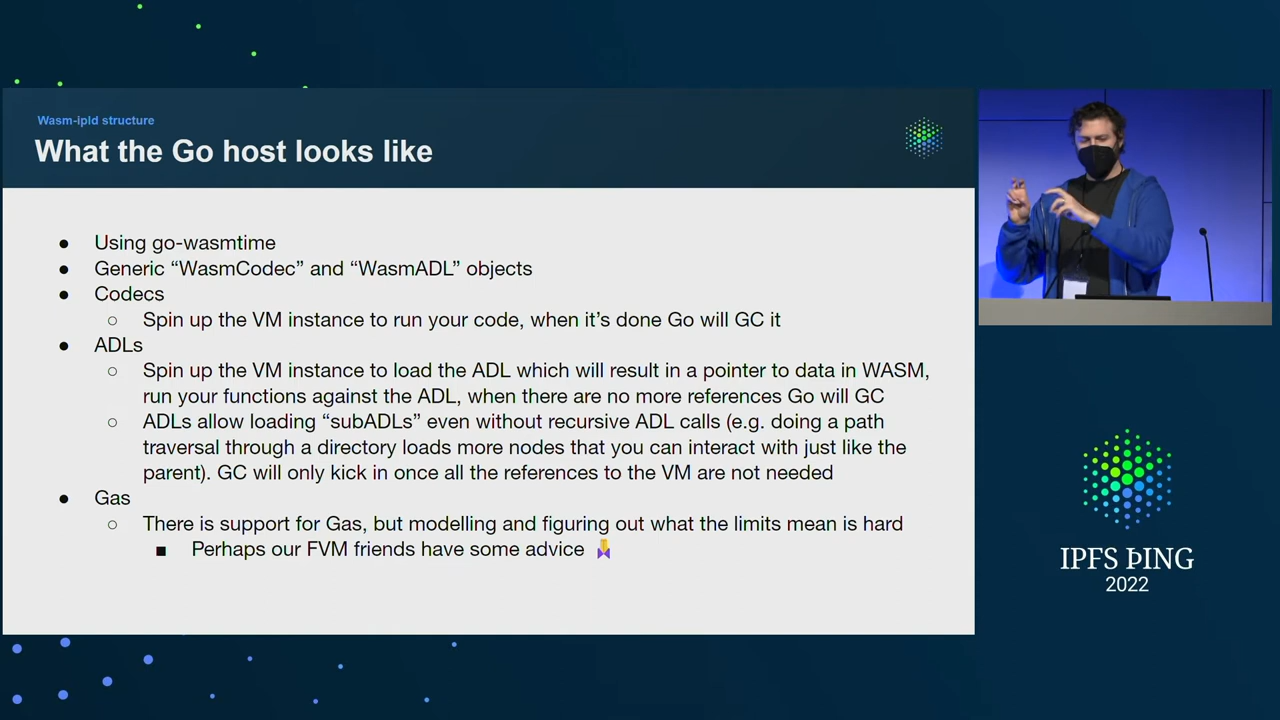 Wasm-ipld structure
What the Go host looks like
● Using go-wasmtime
● Generic “WasmCodec” and “WasmADL” objects
● Codecs
○ Spin up the VM instance to run your code, when it’s done Go will GC it
● ADLs
○ Spin up the VM instance to load the ADL which will result in a pointer to data in WASM,
run your functions against the ADL, when there are no more references Go will GC
○ ADLs allow loading “subADLs” even without recursive ADL calls (e.g. doing a path
traversal through a directory loads more nodes that you can interact with just like the
parent). GC will only kick in once all the references to the VM are not needed
● Gas
○ There is support for Gas, but modelling and figuring out what the limits mean is hard
■ Perhaps our FVM friends have some advice 🙏
IPFS ÞING
2022